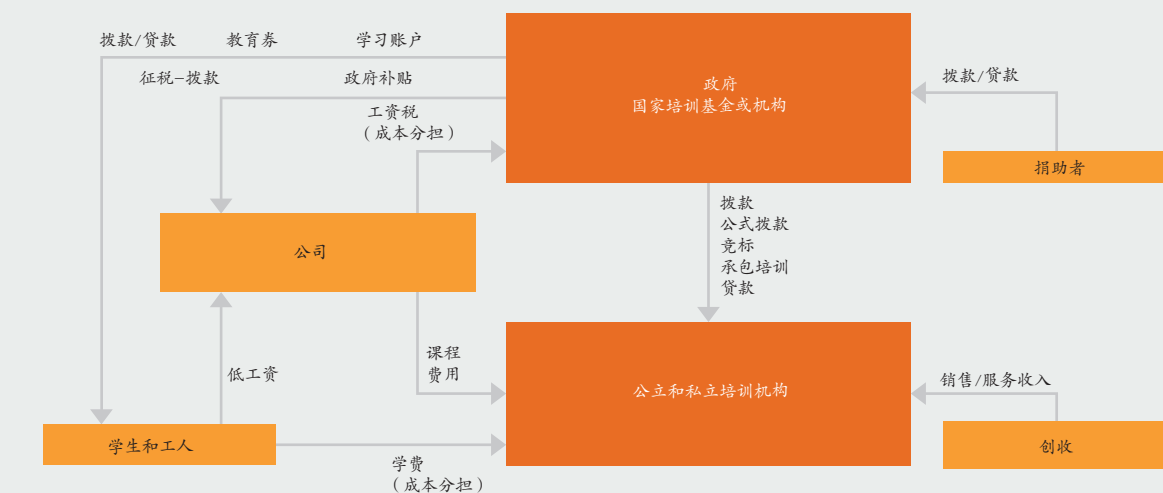 拨款/贷款 教育券 学习账户
征税–拨款 政府补贴
工资税
（成本分担）
政府
国家培训基金或机构
拨款/贷款
捐助者
拨款
公式拨款
竞标
承包培训
贷款
公司
课程
费用
低工资
公立和私立培训机构
销售/服务收入
创收
学生和工人
学费
（成本分担）